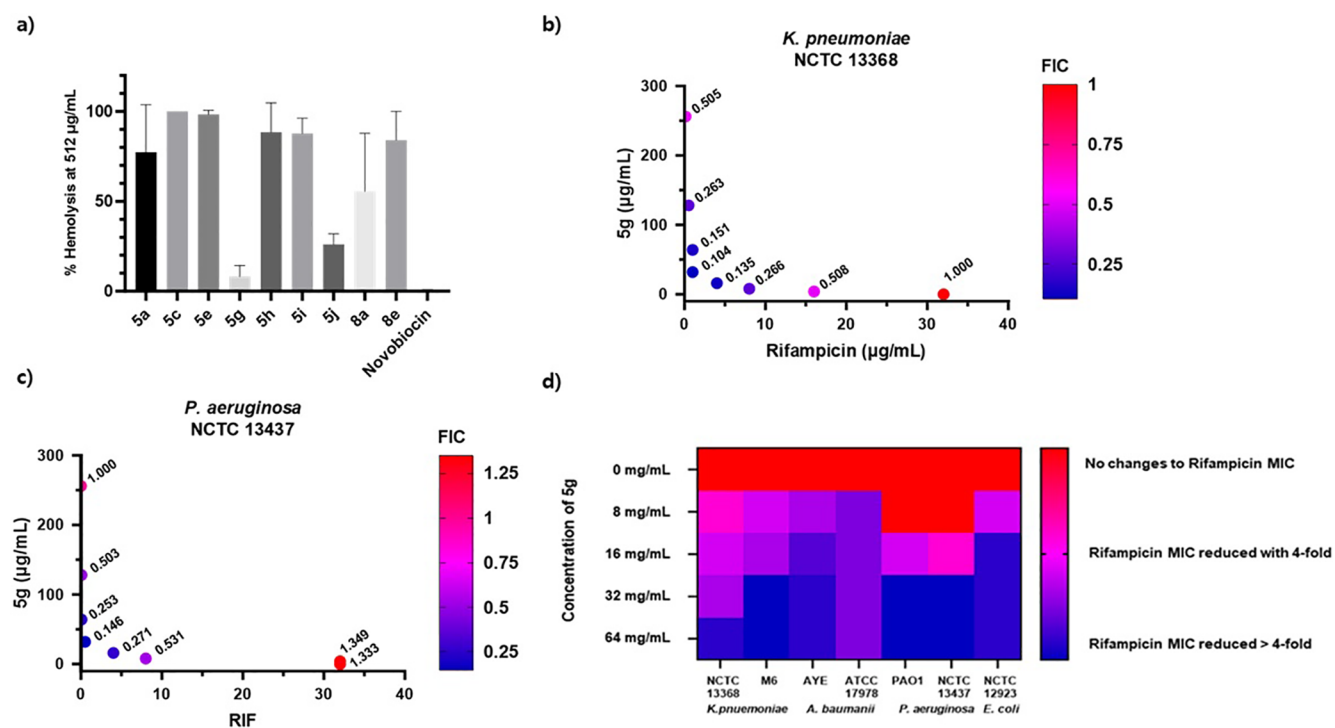 a)
% Hemolysis at 512 µg/mL
100
50
0
5a
5c
5e
5g
5h
5i
5j
8a
8e
Novobiocin
b)
K. pneumoniae
NCTC 13368
5g (µg/mL)
300
200
100
0
0.505
0.263
0.151
0.104
0.135
0.266
0.508
1.000
0
10
20
30
40
Rifampicin (µg/mL)
FIC
1
0.75
0.5
0.25
c)
P. aeruginosa
NCTC 13437
5g (µg/mL)
300
200
100
0
1.000
0.503
0.253
0.146
0.271
0.531
1.349
1.333
0
10
20
30
40
RIF
FIC
1.25
1
0.75
0.5
0.25
d)
Concentration of 5g
0 mg/mL
8 mg/mL
16 mg/mL
32 mg/mL
64 mg/mL
NCTC 13368
M6
AYE
ATCC 17978
PAO1
NCTC 13437
NCTC 12923
K.pnuemoniae
A. baumanii
P. aeruginosa
E. coli
No changes to Rifampicin MIC
Rifampicin MIC reduced with 4-fold
Rifampicin MIC reduced > 4-fold